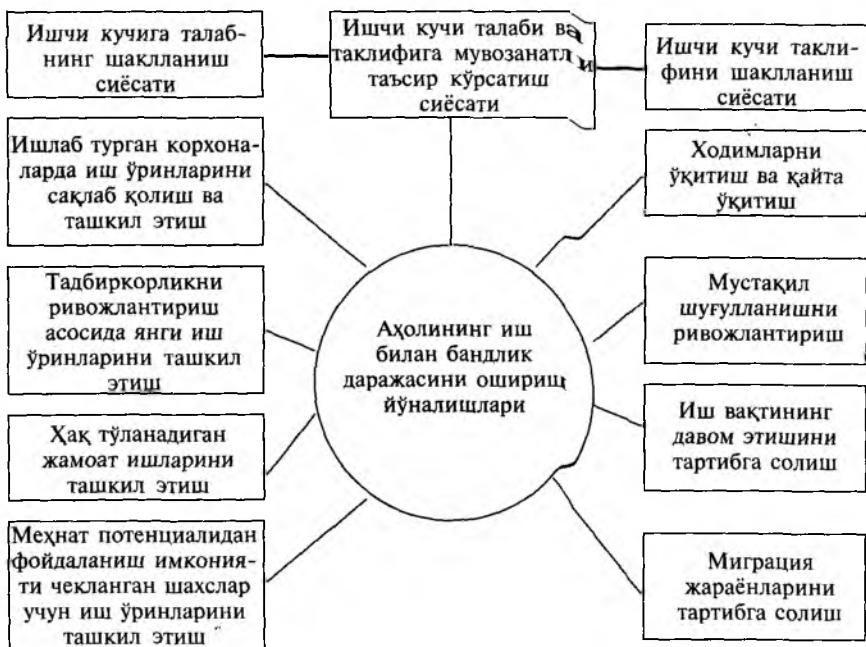 Ишчи кучига талаб-
нинг шаклланиш
сиёсати
Ишчи кучи талаби ва
таклифига мувозанатли
таъсир кўрсатиш
сиёсати
Ишчи кучи такли-
фини шаклланиш
сиёсати
Ишлаб турган корхона-
ларда иш ўринларини
сақлаб қолиш ва
ташкил этиш
Тадбиркорликни
ривожлантириш
асосида янги иш
ўринларини ташкил
этиш
Ҳақ тўланадиган
жамоат ишларини
ташкил этиш
Меҳнат потенциалидан
фойдаланиш имкония-
ти чекланган шахслар
учун иш ўринларини
ташкил этиш
Аҳолининг иш
билан бандлик
даражасини ошириш
йўналишлари
Ходимларни
ўқитиш ва қайта
ўқитиш
Мустақил
шуғулланишни
ривожлантириш
Иш вақтининг
давом этишини
тартибга солиш
Миграция
жараёнларини
тартибга солиш